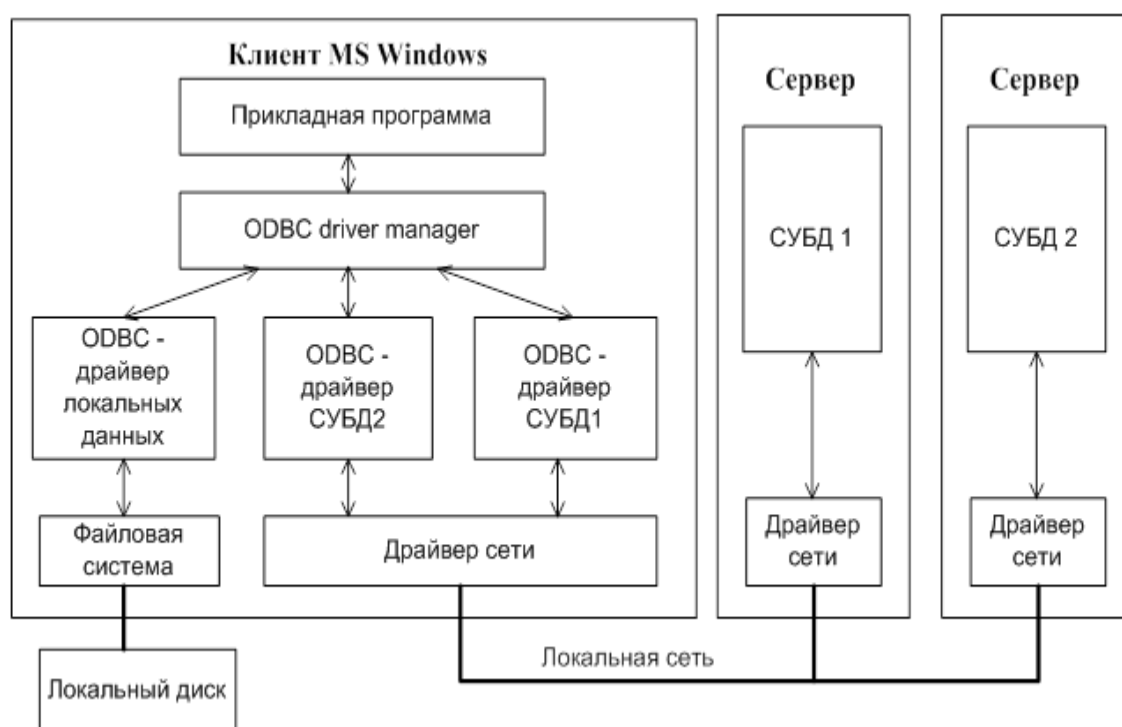 Клиент MS Windows
Прикладная программа
ODBC driver manager
ODBC -
драйвер
локальных
данных
ODBC -
драйвер
СУБД2
ODBC -
драйвер
СУБД1
Файловая
система
Драйвер сети
Локальный диск
Локальная сеть
Сервер
СУБД 1
Драйвер
сети
Сервер
СУБД 2
Драйвер
сети